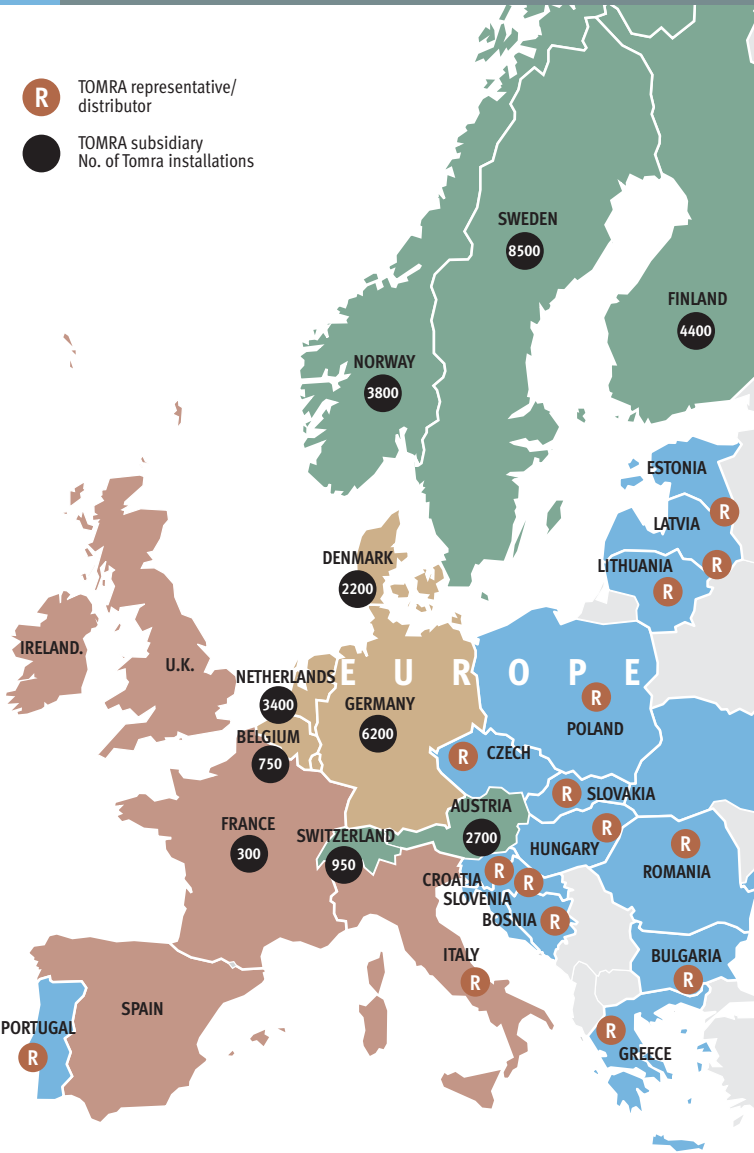 R
TOMRA representative/
distributor
TOMRA subsidiary
No. of Tomra installations
SWEDEN
8500
FINLAND
4400
NORWAY
3800
ESTONIA
R
LATVIA
DENMARK
2200
LITHUANIA
R
R
IRELAND.
U.K.
EUROPE
NETHERLANDS
3400
GERMANY
6200
R
POLAND
BELGIUM
750
R
CZECH
R
SLOVAKIA
AUSTRIA
2700
FRANCE
300
SWITZERLAND
950
R
HUNGARY
R
ROMANIA
CROATIA
R
SLOVENIA
R
BOSNIA
R
ITALY
R
BULGARIA
R
SPAIN
PORTUGAL
R
R
GREECE